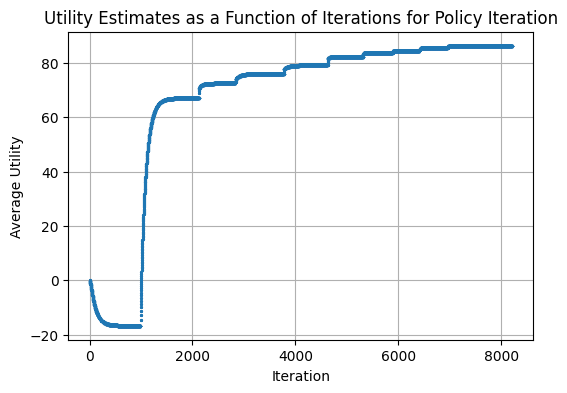 Utility Estimates as a Function of Iterations for Policy Iteration
Average Utility
80
60
40
20
0
−20
0 2000 4000 6000 8000
Iteration